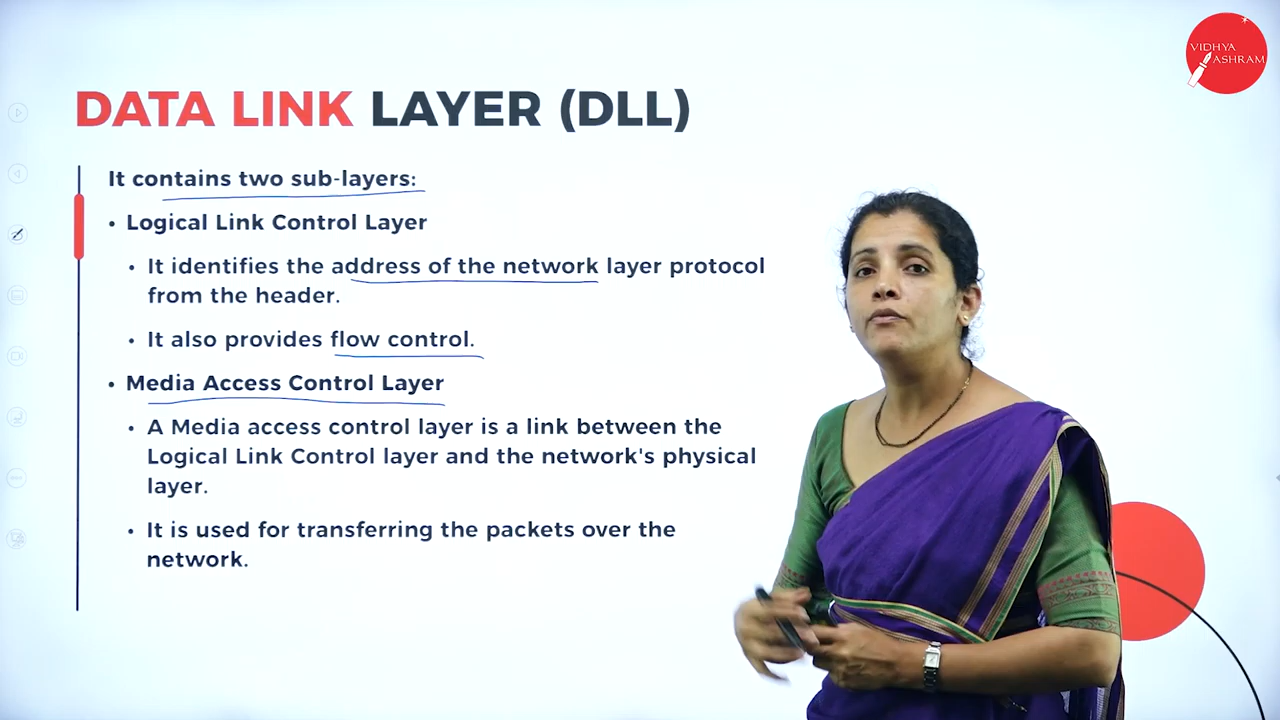 VIDHYA
ASHRAM
DATA LINK LAYER (DLL)
It contains two sub-layers:
• Logical Link Control Layer
• It identifies the address of the network layer protocol
from the header.
• It also provides flow control.
• Media Access Control Layer
• A Media access control layer is a link between the
Logical Link Control layer and the network's physical
layer.
• It is used for transferring the packets over the
network.